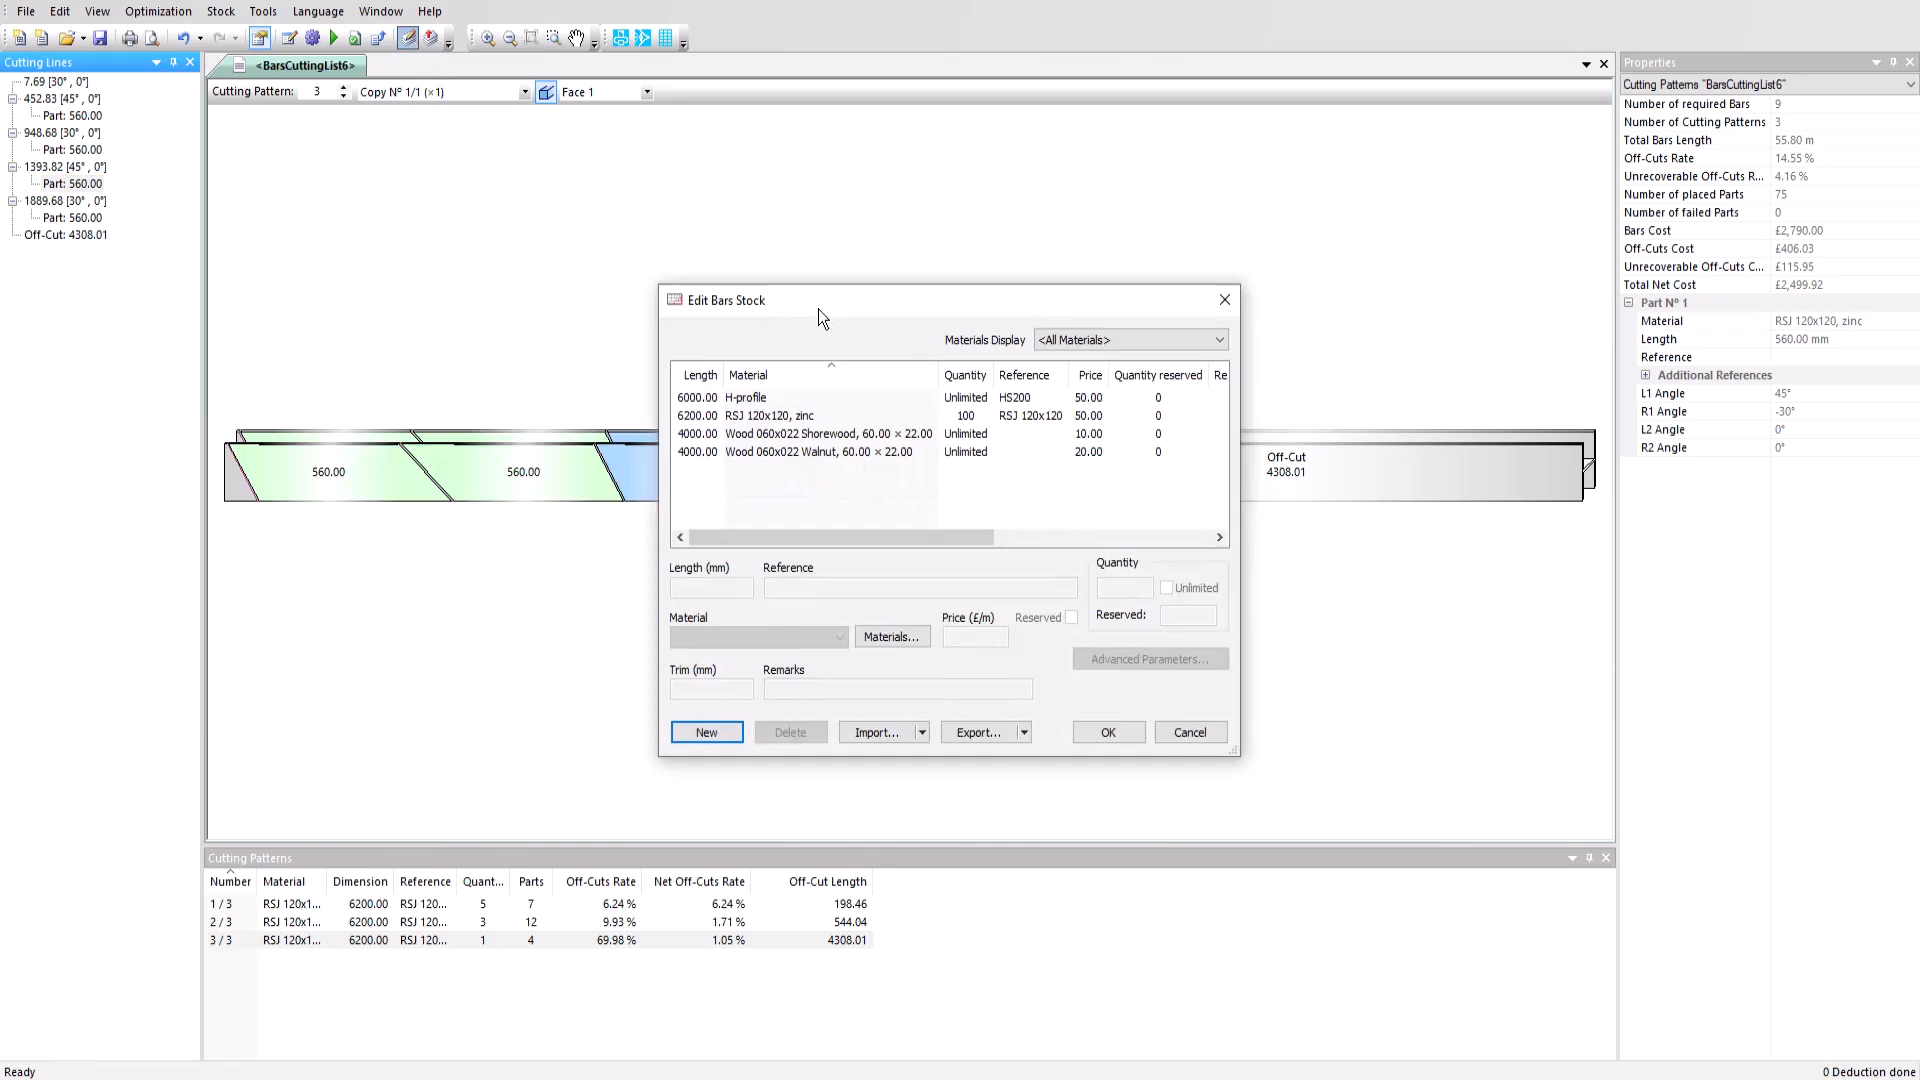 File Edit View Optimization Stock Tools Language Window Help
Cutting Lines
7.69 [30° , 0°]
452.83 [45° , 0°]
Part: 560.00
948.68 [30° , 0°]
Part: 560.00
1393.82 [45° , 0°]
Part: 560.00
1889.68 [30° , 0°]
Part: 560.00
Off-Cut: 4308.01
<BarsCuttingList6>
Cutting Pattern: 3 Copy Nº 1/1 (×1) Face 1
560.00 560.00
Off-Cut
4308.01
Edit Bars Stock
Materials Display <All Materials>
Length Material Quantity Reference Price Quantity reserved Re
6000.00 H-profile Unlimited HS200 50.00 0
6200.00 RSJ 120x120, zinc 100 RSJ 120x120 50.00 0
4000.00 Wood 060x022 Shorewood, 60.00 × 22.00 Unlimited 10.00 0
4000.00 Wood 060x022 Walnut, 60.00 × 22.00 Unlimited 20.00 0
Length (mm) Reference Quantity
Unlimited
Material Price (£/m) Reserved Reserved:
Materials...
Advanced Parameters...
Trim (mm) Remarks
New Delete Import... Export... OK Cancel
Properties
Cutting Patterns "BarsCuttingList6"
Number of required Bars 9
Number of Cutting Patterns 3
Total Bars Length 55.80 m
Off-Cuts Rate 14.55 %
Unrecoverable Off-Cuts R... 4.16 %
Number of placed Parts 75
Number of failed Parts 0
Bars Cost £2,790.00
Off-Cuts Cost £406.03
Unrecoverable Off-Cuts C... £115.95
Total Net Cost £2,499.92
Part Nº 1
Material RSJ 120x120, zinc
Length 560.00 mm
Reference
Additional References
L1 Angle 45°
R1 Angle -30°
L2 Angle 0°
R2 Angle 0°
Cutting Patterns
Number Material Dimension Reference Quant... Parts Off-Cuts Rate Net Off-Cuts Rate Off-Cut Length
1 / 3 RSJ 120x1... 6200.00 RSJ 120... 5 7 6.24 % 6.24 % 198.46
2 / 3 RSJ 120x1... 6200.00 RSJ 120... 3 12 9.93 % 1.71 % 544.04
3 / 3 RSJ 120x1... 6200.00 RSJ 120... 1 4 69.98 % 1.05 % 4308.01
Ready 0 Deduction done